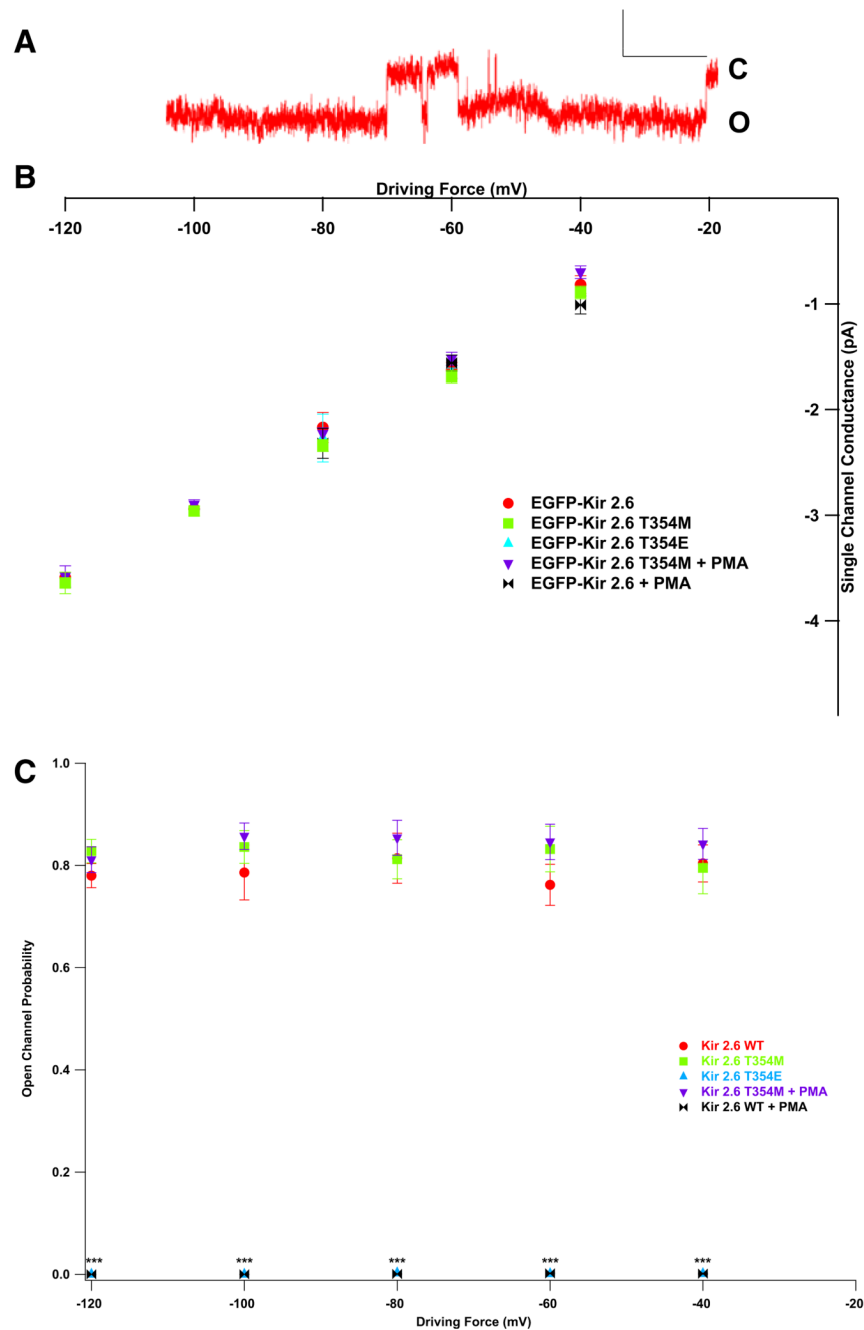 A
C
O
B
Driving Force (mV)
-120 -100 -80 -60 -40 -20
-1
-2
-3
-4
Single Channel Conductance (pA)
EGFP-Kir 2.6
EGFP-Kir 2.6 T354M
EGFP-Kir 2.6 T354E
EGFP-Kir 2.6 T354M + PMA
EGFP-Kir 2.6 + PMA
C
1.0
0.8
0.6
0.4
0.2
0.0
Open Channel Probability
Kir 2.6 WT
Kir 2.6 T354M
Kir 2.6 T354E
Kir 2.6 T354M + PMA
Kir 2.6 WT + PMA
*** *** *** *** ***
-120 -100 -80 -60 -40 -20
Driving Force (mV)